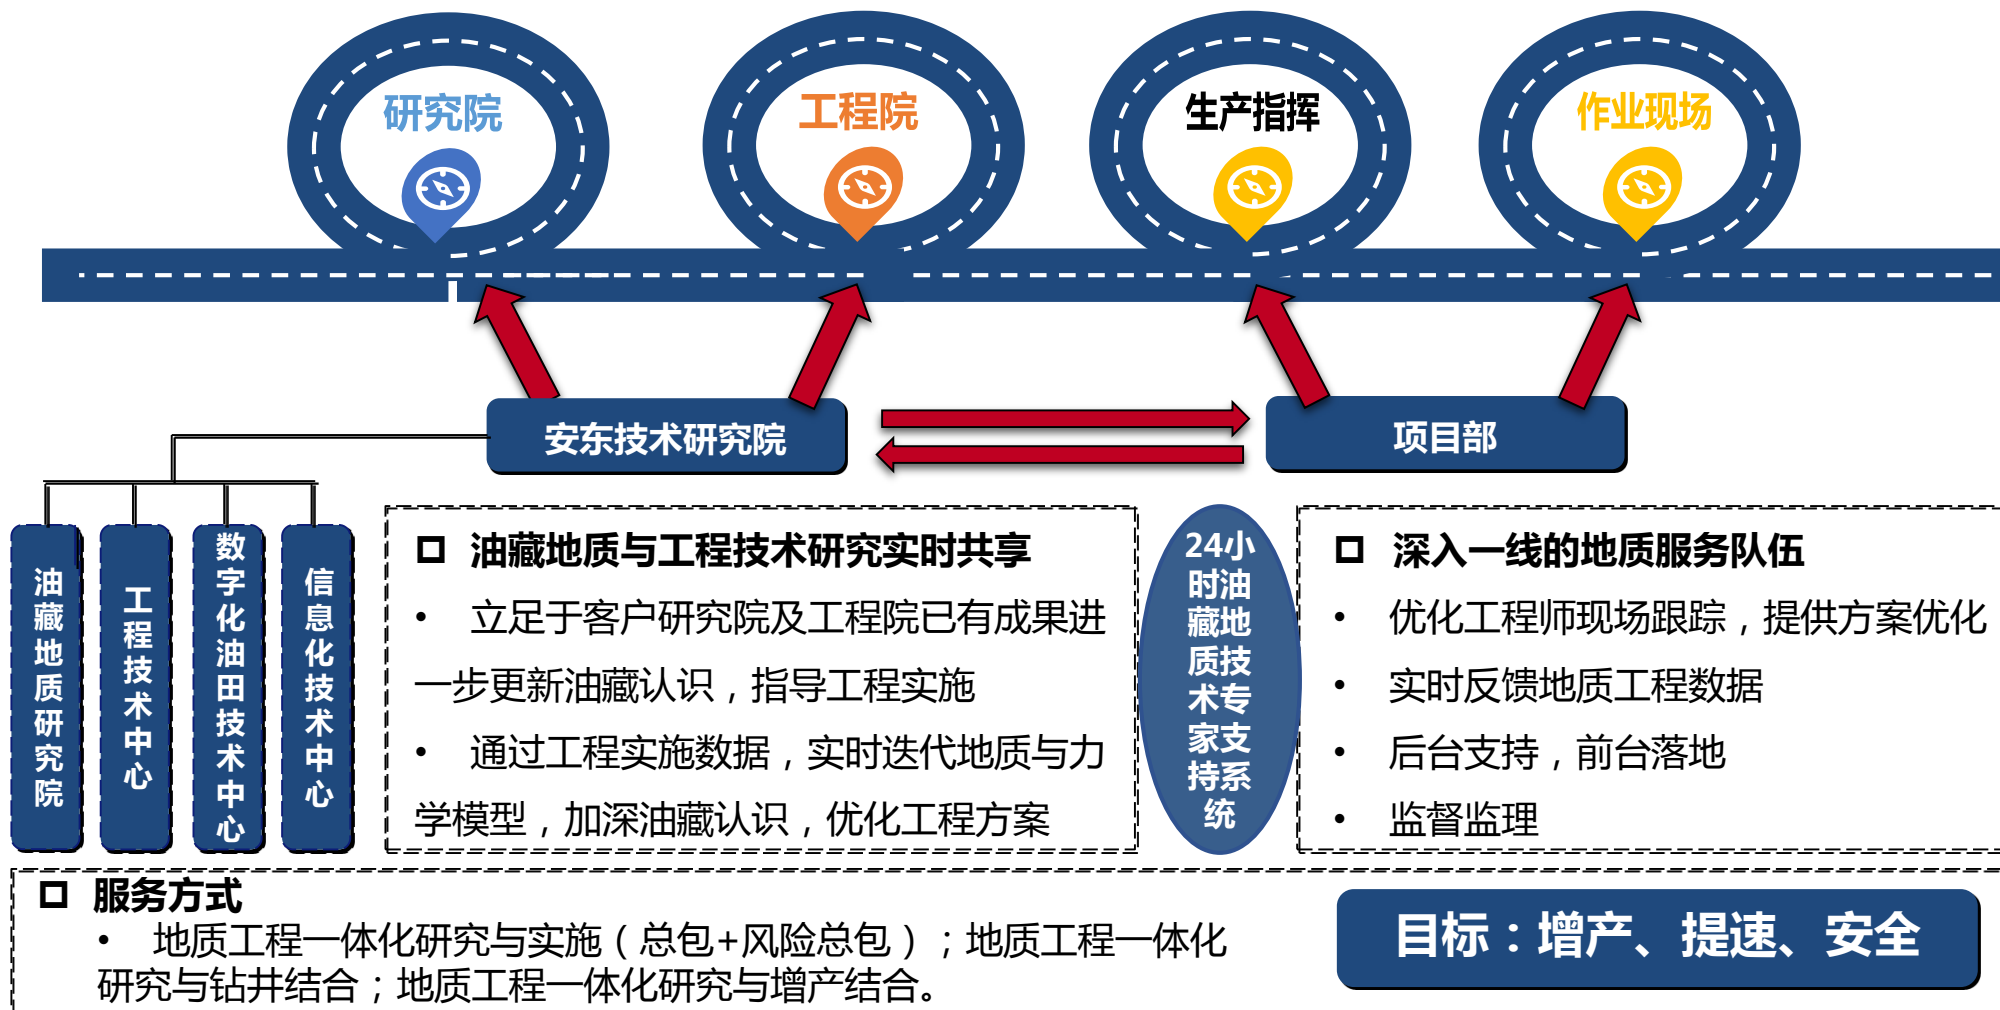 研究院
工程院
生产指挥
作业现场
安东技术研究院
项目部
油藏地质研究院
工程技术中心
数字化油田技术中心
信息化技术中心
油藏地质与工程技术研究实时共享
• 立足于客户研究院及工程院已有成果进
一步更新油藏认识，指导工程实施
• 通过工程实施数据，实时迭代地质与力
学模型，加深油藏认识，优化工程方案
24小
时油
藏地
质技
术专
家支
持系
统
深入一线的地质服务队伍
• 优化工程师现场跟踪，提供方案优化
• 实时反馈地质工程数据
• 后台支持，前台落地
• 监督监理
服务方式
• 地质工程一体化研究与实施（总包+风险总包）；地质工程一体化
研究与钻井结合；地质工程一体化研究与增产结合。
目标：增产、提速、安全